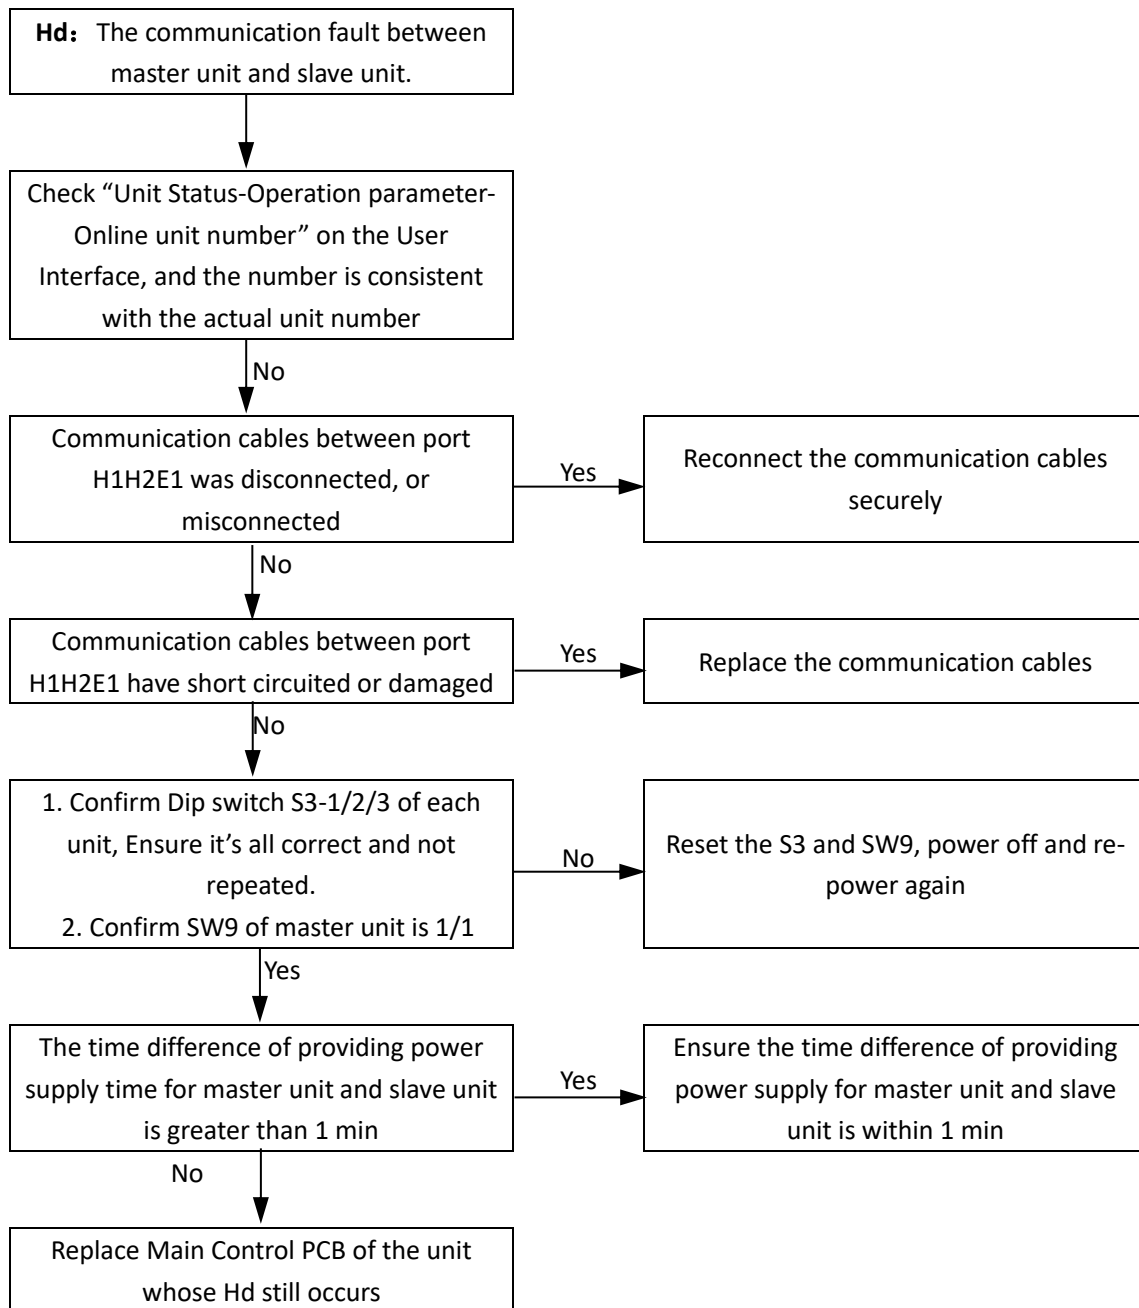 Hd： The communication fault between
master unit and slave unit.
Check “Unit Status-Operation parameter-
Online unit number” on the User
Interface, and the number is consistent
with the actual unit number
No
Communication cables between port
H1H2E1 was disconnected, or
misconnected
Yes
Reconnect the communication cables
securely
No
Communication cables between port
H1H2E1 have short circuited or damaged
Yes
Replace the communication cables
No
1. Confirm Dip switch S3-1/2/3 of each
unit, Ensure it’s all correct and not
repeated.
2. Confirm SW9 of master unit is 1/1
No
Reset the S3 and SW9, power off and re-
power again
Yes
The time difference of providing power
supply time for master unit and slave unit
is greater than 1 min
Yes
Ensure the time difference of providing
power supply for master unit and slave
unit is within 1 min
No
Replace Main Control PCB of the unit
whose Hd still occurs